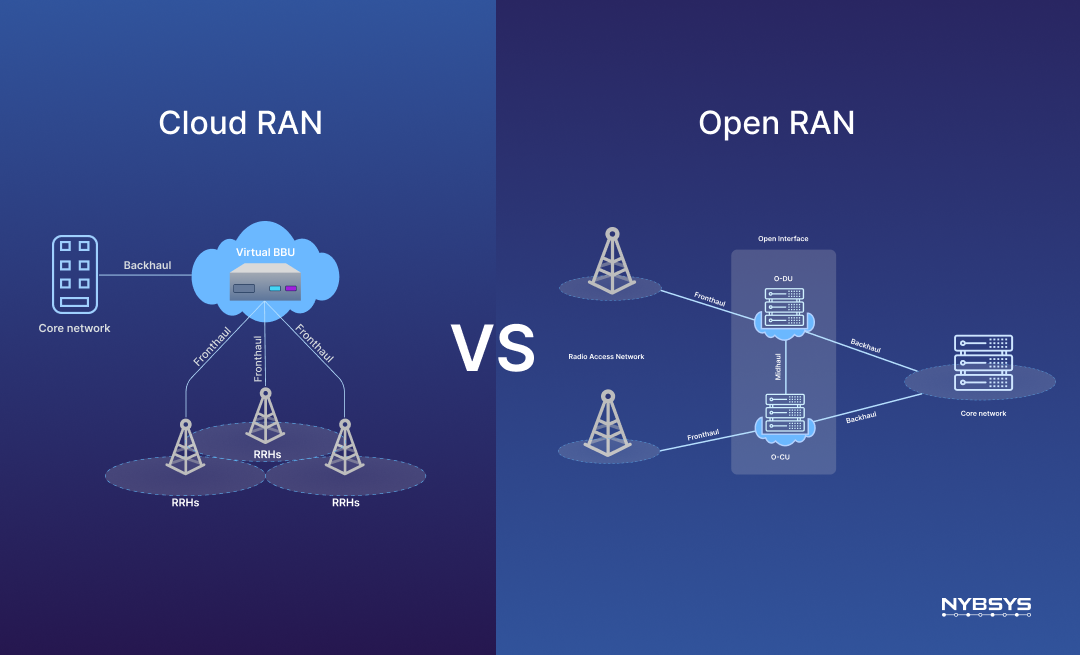 Cloud RAN
Virtual BBU
Backhaul
Core network
Fronthaul
Fronthaul
Fronthaul
RRHs
RRHs
RRHs
VS
Open RAN
Open Interface
O-DU
Fronthaul
Backhaul
Radio Access Network
Midhaul
Core network
Backhaul
Fronthaul
O-CU
NYBSYS